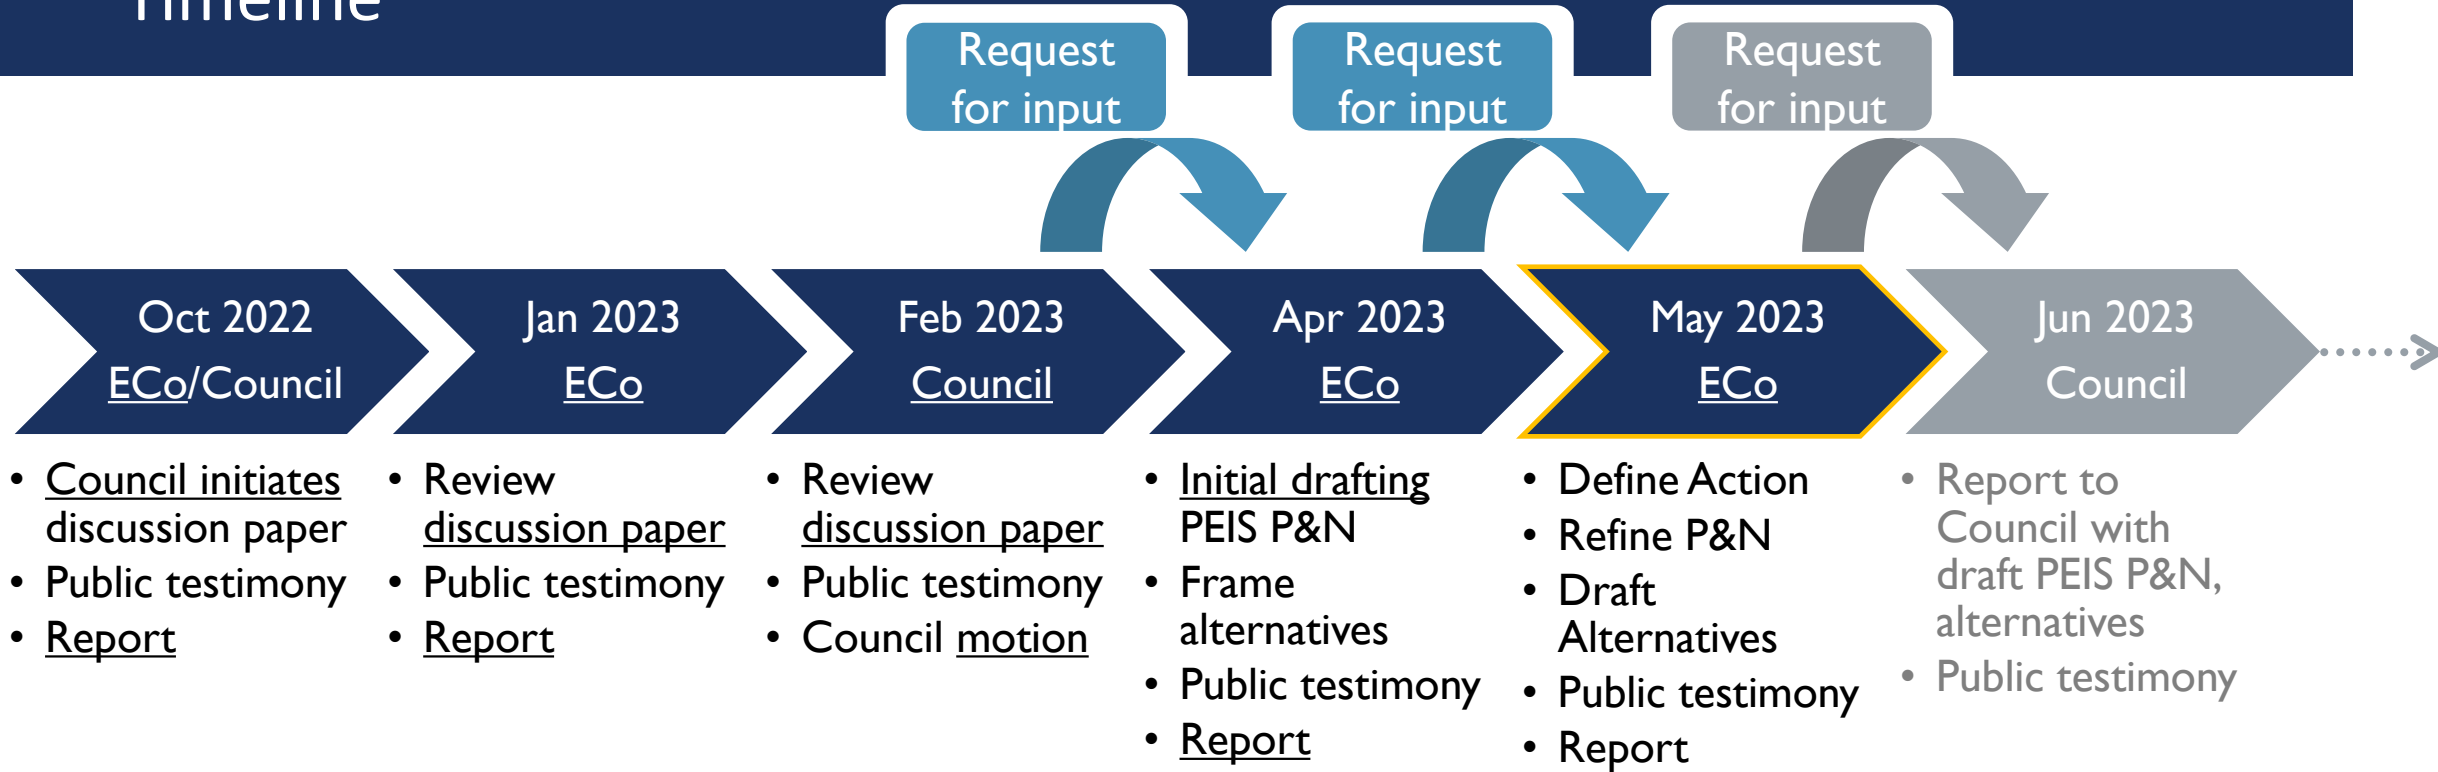 Timeline
Request
for input
Request
for input
Request
for input
Oct 2022
ECo/Council
Jan 2023
ECo
Feb 2023
Council
Apr 2023
ECo
May 2023
ECo
Jun 2023
Council
• Council initiates
discussion paper
• Public testimony
• Report
• Review
discussion paper
• Public testimony
• Report
• Review
discussion paper
• Public testimony
• Council motion
• Initial drafting
PEIS P&N
• Frame
alternatives
• Public testimony
• Report
• Define Action
• Refine P&N
• Draft
Alternatives
• Public testimony
• Report
• Report to
Council with
draft PEIS P&N,
alternatives
• Public testimony